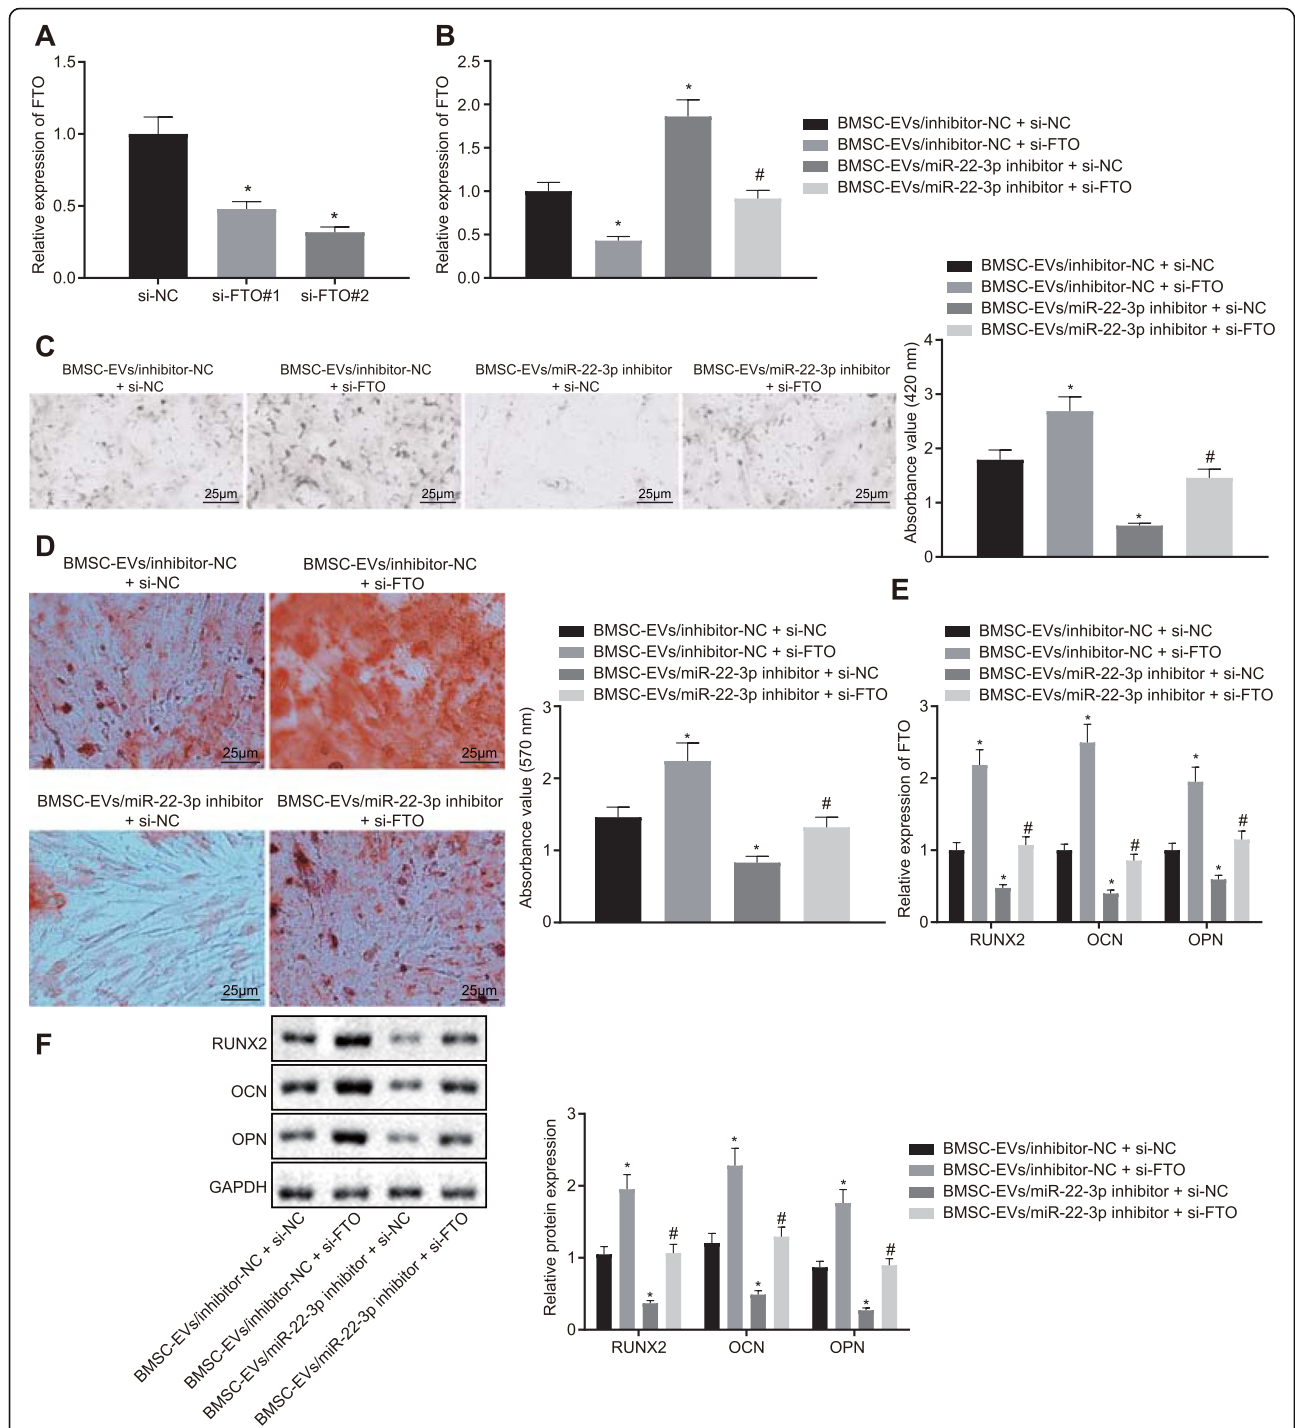 A
Relative expression of FTO
1.5
1.0
0.5
0.0
*
*
si-NC
si-FTO#1
si-FTO#2
B
Relative expression of FTO
2.5
2.0
1.5
1.0
0.5
0.0
*
*
#
BMSC-EVs/inhibitor-NC + si-NC
BMSC-EVs/inhibitor-NC + si-FTO
BMSC-EVs/miR-22-3p inhibitor + si-NC
BMSC-EVs/miR-22-3p inhibitor + si-FTO
C
BMSC-EVs/inhibitor-NC
+ si-NC
BMSC-EVs/inhibitor-NC
+ si-FTO
BMSC-EVs/miR-22-3p inhibitor
+ si-NC
BMSC-EVs/miR-22-3p inhibitor
+ si-FTO
25μm
25μm
25μm
25μm
BMSC-EVs/inhibitor-NC + si-NC
BMSC-EVs/inhibitor-NC + si-FTO
BMSC-EVs/miR-22-3p inhibitor + si-NC
BMSC-EVs/miR-22-3p inhibitor + si-FTO
Absorbance value (420 nm)
4
3
2
1
0
*
*
#
D
BMSC-EVs/inhibitor-NC
+ si-NC
BMSC-EVs/inhibitor-NC
+ si-FTO
25μm
25μm
BMSC-EVs/miR-22-3p inhibitor
+ si-NC
BMSC-EVs/miR-22-3p inhibitor
+ si-FTO
25μm
25μm
BMSC-EVs/inhibitor-NC + si-NC
BMSC-EVs/inhibitor-NC + si-FTO
BMSC-EVs/miR-22-3p inhibitor + si-NC
BMSC-EVs/miR-22-3p inhibitor + si-FTO
Absorbance value (570 nm)
3
2
1
0
*
*
#
E
BMSC-EVs/inhibitor-NC + si-NC
BMSC-EVs/inhibitor-NC + si-FTO
BMSC-EVs/miR-22-3p inhibitor + si-NC
BMSC-EVs/miR-22-3p inhibitor + si-FTO
Relative expression of FTO
3
2
1
0
*
*
#
*
*
#
*
*
#
RUNX2
OCN
OPN
F
RUNX2
OCN
OPN
GAPDH
BMSC-EVs/inhibitor-NC + si-NC
BMSC-EVs/inhibitor-NC + si-FTO
BMSC-EVs/miR-22-3p inhibitor + si-NC
BMSC-EVs/miR-22-3p inhibitor + si-FTO
Relative protein expression
3
2
1
0
*
*
#
*
*
#
*
*
#
RUNX2
OCN
OPN
BMSC-EVs/inhibitor-NC + si-NC
BMSC-EVs/inhibitor-NC + si-FTO
BMSC-EVs/miR-22-3p inhibitor + si-NC
BMSC-EVs/miR-22-3p inhibitor + si-FTO